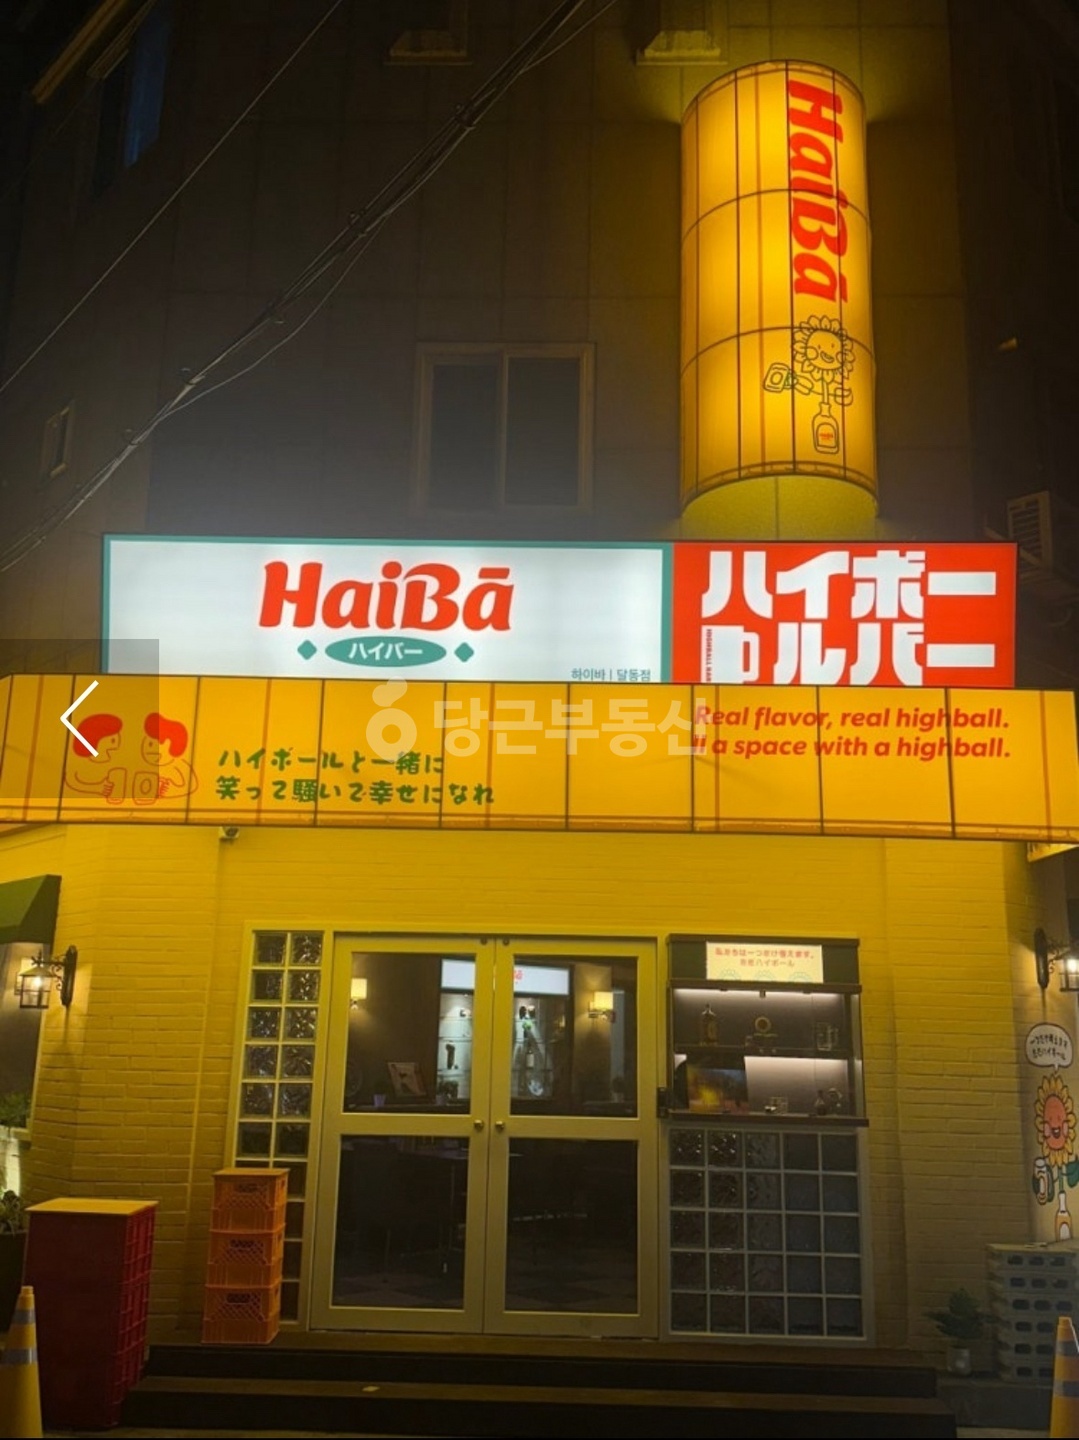 HaiBā
HaiBā
ハイバー
하이바 | 달동점
ハイボー
ルバー
당근부동산
Real flavor, real highball.
a space with a highball.
ハイボールと一緒に
笑って騒いで幸せになれ
10